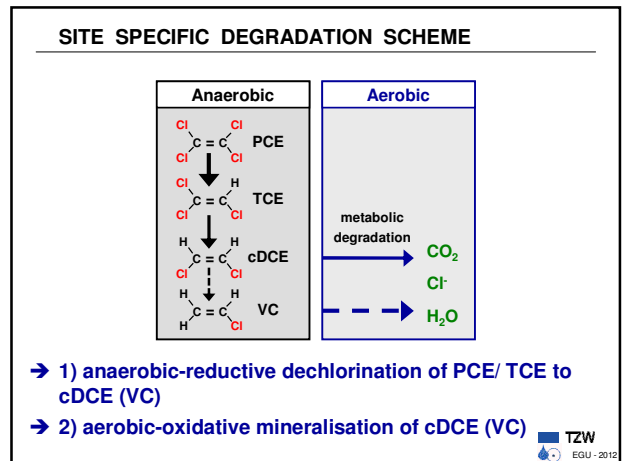 SITE SPECIFIC DEGRADATION SCHEME
Anaerobic
Aerobic
Cl Cl
C = C PCE
Cl Cl
Cl H
C = C TCE
Cl Cl
H H
C = C cDCE
Cl Cl
H H
C = C VC
H Cl
metabolic
degradation
CO₂
Cl⁻
H₂O
➔ 1) anaerobic-reductive dechlorination of PCE/ TCE to
cDCE (VC)
➔ 2) aerobic-oxidative mineralisation of cDCE (VC)
TZW
EGU - 2012